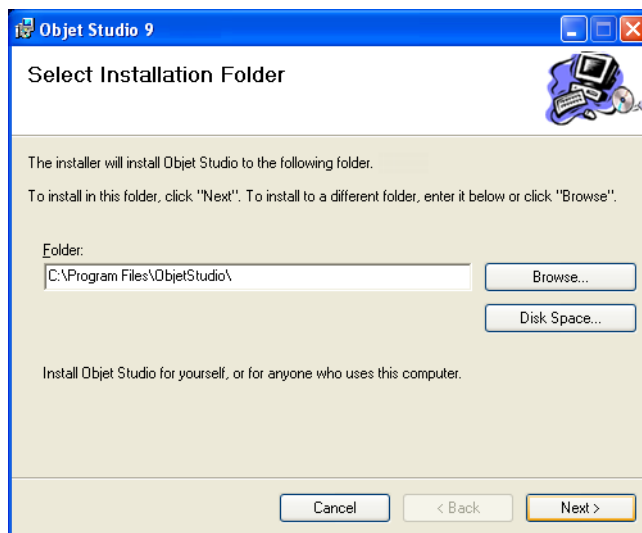 Objet Studio 9
Select Installation Folder
The installer will install Objet Studio to the following folder.
To install in this folder, click "Next". To install to a different folder, enter it below or click "Browse".
Folder:
C:\Program Files\ObjetStudio\
Browse...
Disk Space...
Install Objet Studio for yourself, or for anyone who uses this computer.
Cancel
< Back
Next >